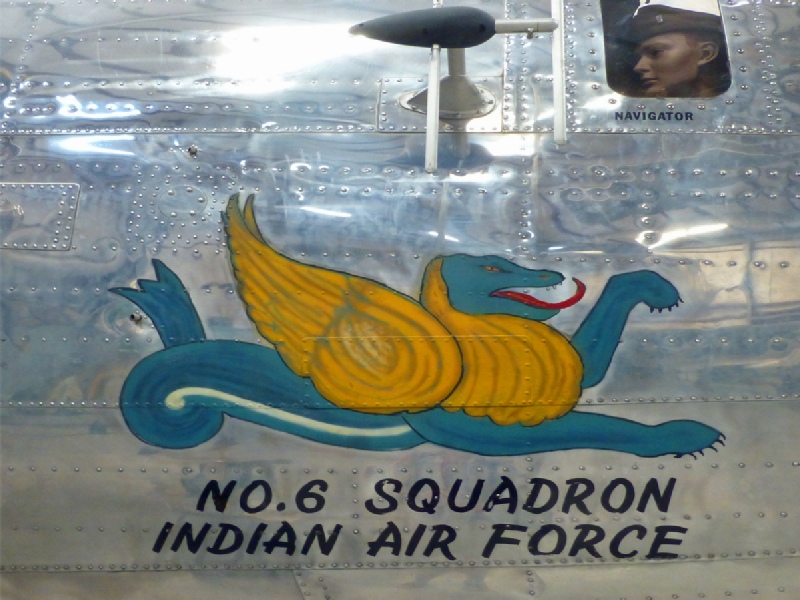 NAVIGATOR
NO.6 SQUADRON
INDIAN AIR FORCE